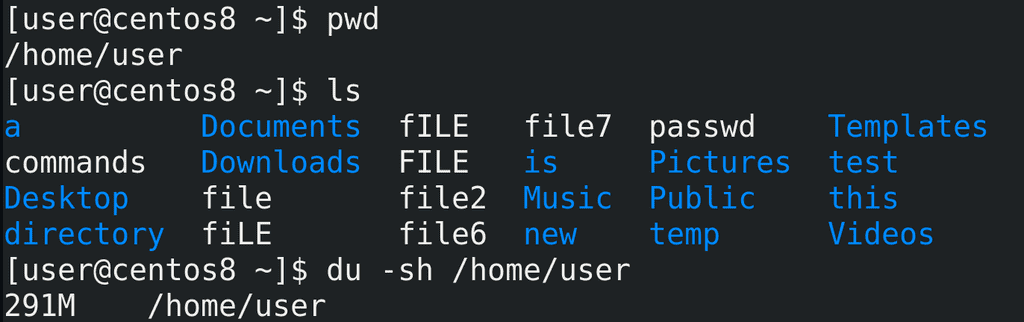 [user@centos8 ~]$ pwd
/home/user
[user@centos8 ~]$ ls
a          Documents  fILE   file7  passwd    Templates
commands   Downloads  FILE   is     Pictures  test
Desktop    file       file2  Music  Public    this
directory  fiLE       file6  new    temp      Videos
[user@centos8 ~]$ du -sh /home/user
291M    /home/user